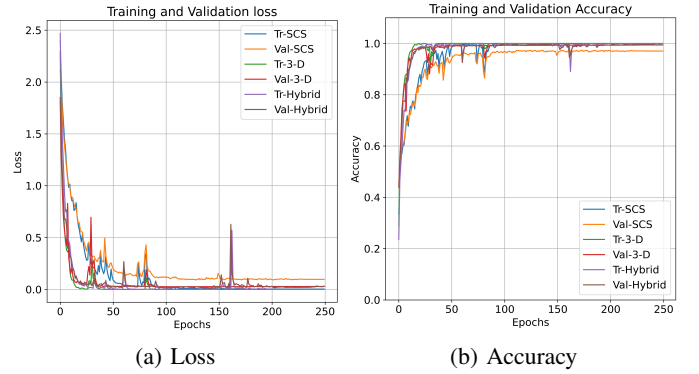 Training and Validation loss
2.5
2.0
1.5
1.0
0.5
0.0
Loss
0 50 100 150 200 250
Epochs
Tr-SCS
Val-SCS
Tr-3-D
Val-3-D
Tr-Hybrid
Val-Hybrid
(a) Loss
Training and Validation Accuracy
1.0
0.8
0.6
0.4
0.2
0.0
Accuracy
0 50 100 150 200 250
Epochs
Tr-SCS
Val-SCS
Tr-3-D
Val-3-D
Tr-Hybrid
Val-Hybrid
(b) Accuracy